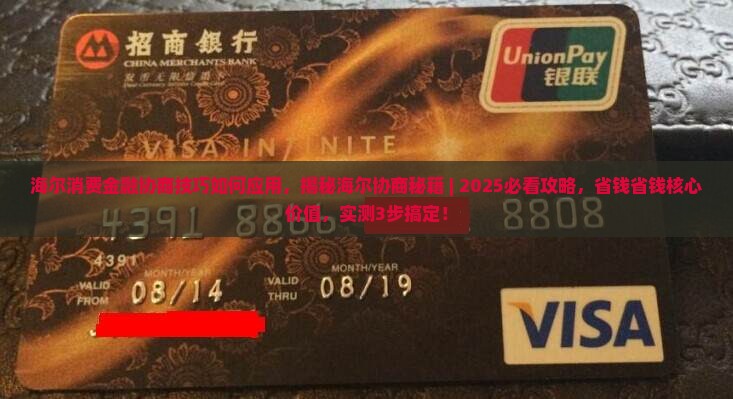 招商銀行
CHINA MERCHANTS BANK
UnionPay
银联
VISA INFINITE
海尔消费金融协商技巧如何应用，揭秘海尔协商秘籍 | 2025必看攻略，省钱省钱核心
价值，实测3步搞定！
4391 8808
4391
MONTH/YEAR MONTH/YEAR
VALID FROM 08/14 VALID THRU 08/19
VISA